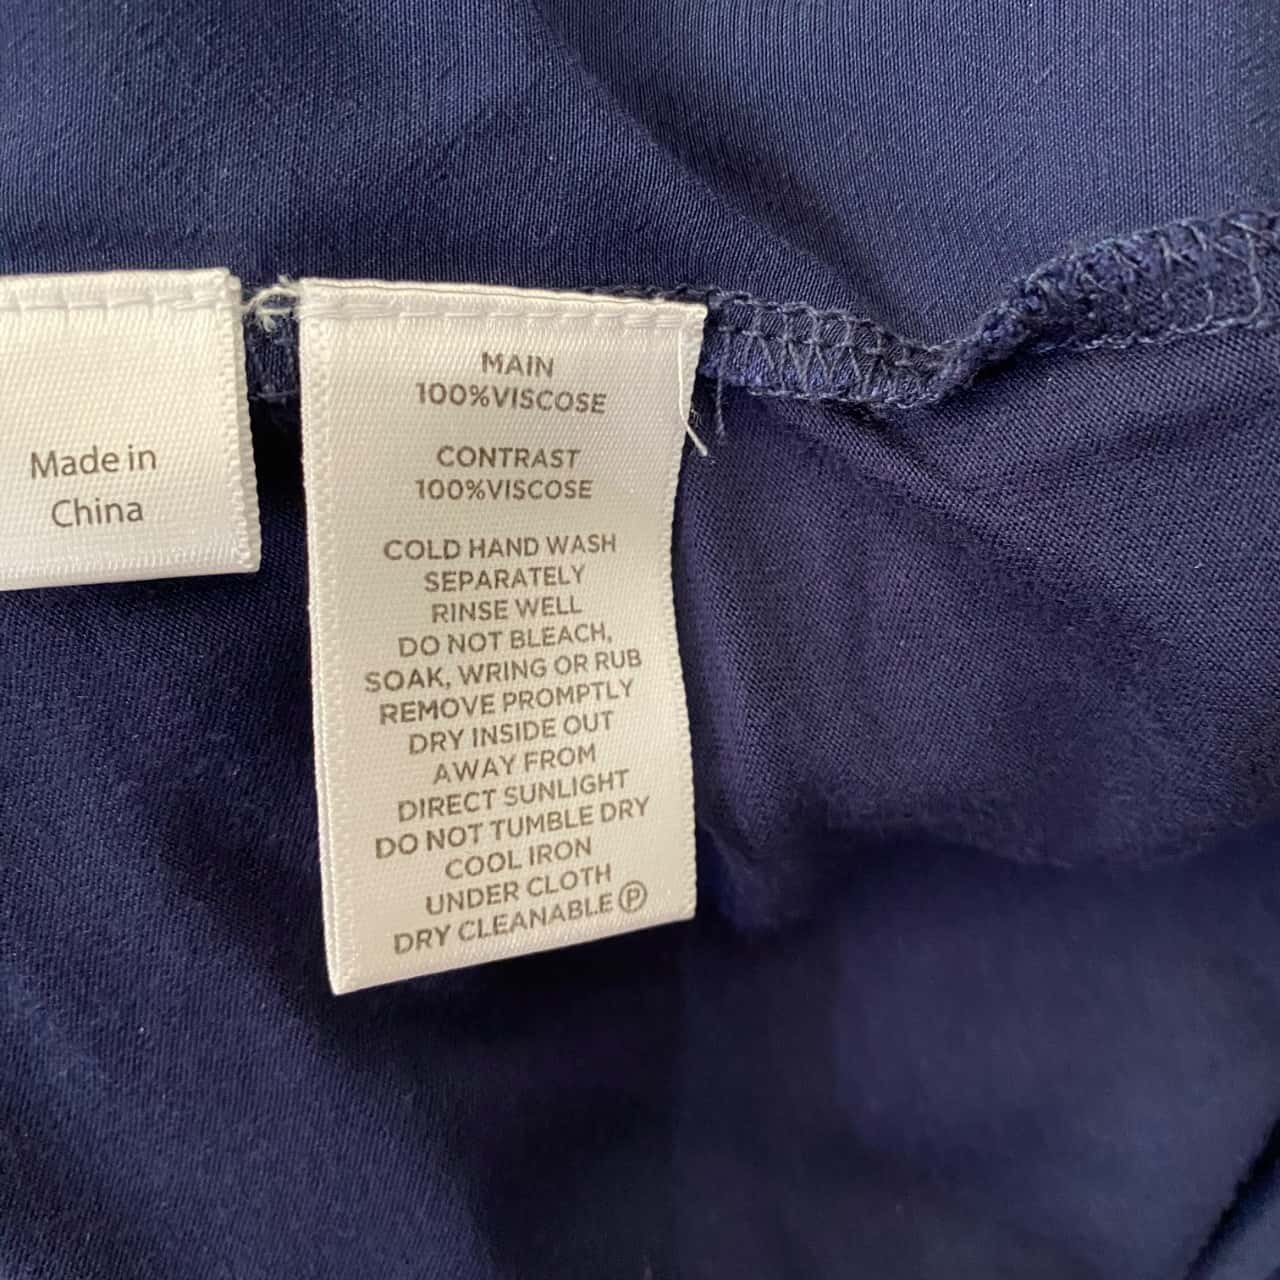 Made in
China
MAIN
100%VISCOSE
CONTRAST
100%VISCOSE
COLD HAND WASH
SEPARATELY
RINSE WELL
DO NOT BLEACH,
SOAK, WRING OR RUB
REMOVE PROMPTLY
DRY INSIDE OUT
AWAY FROM
DIRECT SUNLIGHT
DO NOT TUMBLE DRY
COOL IRON
UNDER CLOTH
DRY CLEANABLE Ⓟ